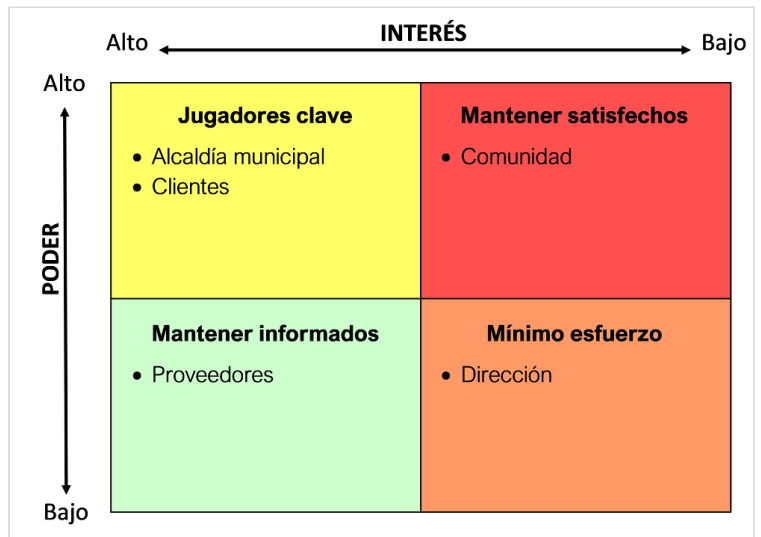 INTERÉS
Alto
Bajo
Alto
PODER
Bajo
Jugadores clave
• Alcaldía municipal
• Clientes
Mantener satisfechos
• Comunidad
Mantener informados
• Proveedores
Mínimo esfuerzo
• Dirección